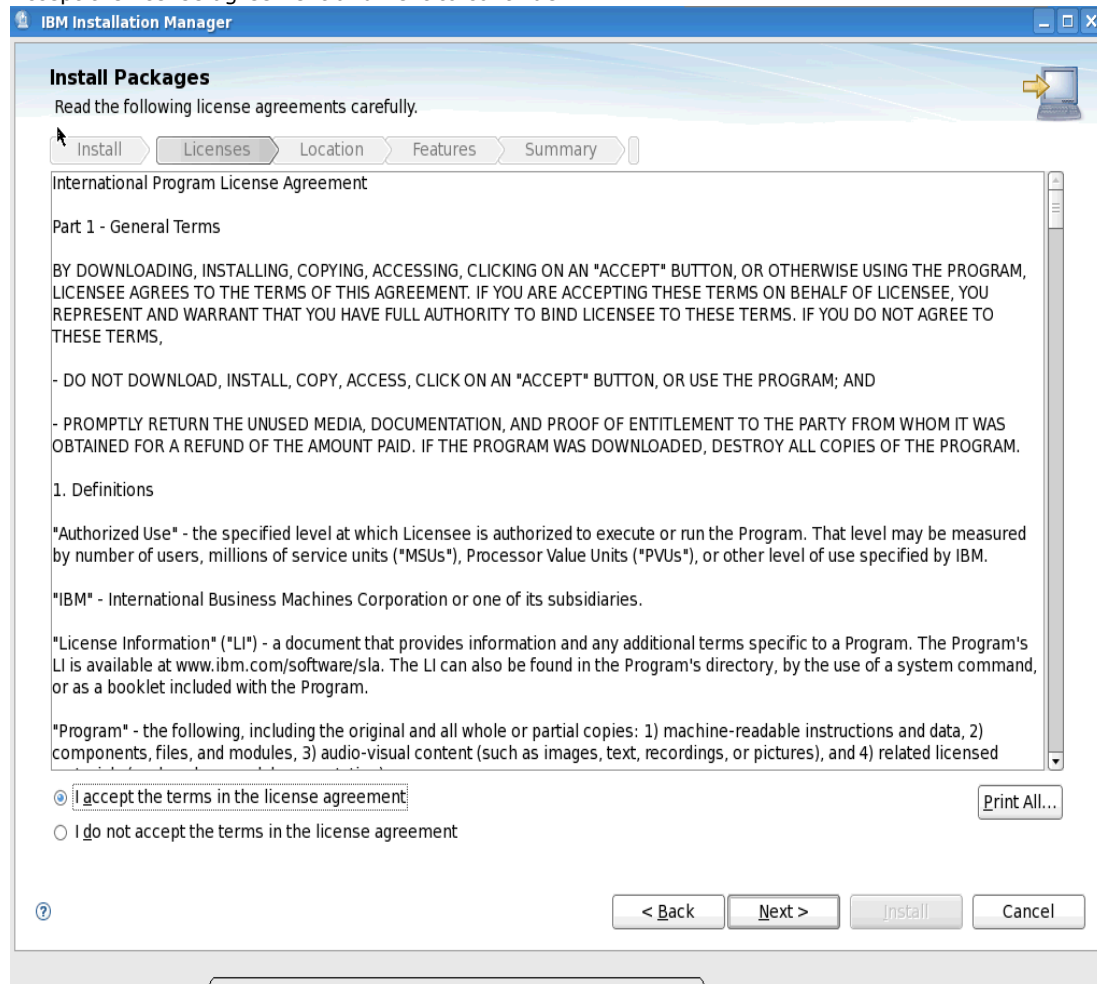 IBM Installation Manager
Install Packages
Read the following license agreements carefully.
Install
Licenses
Location
Features
Summary
International Program License Agreement
Part 1 - General Terms
BY DOWNLOADING, INSTALLING, COPYING, ACCESSING, CLICKING ON AN "ACCEPT" BUTTON, OR OTHERWISE USING THE PROGRAM,
LICENSEE AGREES TO THE TERMS OF THIS AGREEMENT. IF YOU ARE ACCEPTING THESE TERMS ON BEHALF OF LICENSEE, YOU
REPRESENT AND WARRANT THAT YOU HAVE FULL AUTHORITY TO BIND LICENSEE TO THESE TERMS. IF YOU DO NOT AGREE TO
THESE TERMS,
- DO NOT DOWNLOAD, INSTALL, COPY, ACCESS, CLICK ON AN "ACCEPT" BUTTON, OR USE THE PROGRAM; AND
- PROMPTLY RETURN THE UNUSED MEDIA, DOCUMENTATION, AND PROOF OF ENTITLEMENT TO THE PARTY FROM WHOM IT WAS
OBTAINED FOR A REFUND OF THE AMOUNT PAID. IF THE PROGRAM WAS DOWNLOADED, DESTROY ALL COPIES OF THE PROGRAM.
1. Definitions
"Authorized Use" - the specified level at which Licensee is authorized to execute or run the Program. That level may be measured
by number of users, millions of service units ("MSUs"), Processor Value Units ("PVUs"), or other level of use specified by IBM.
"IBM" - International Business Machines Corporation or one of its subsidiaries.
"License Information" ("LI") - a document that provides information and any additional terms specific to a Program. The Program's
LI is available at www.ibm.com/software/sla. The LI can also be found in the Program's directory, by the use of a system command,
or as a booklet included with the Program.
"Program" - the following, including the original and all whole or partial copies: 1) machine-readable instructions and data, 2)
components, files, and modules, 3) audio-visual content (such as images, text, recordings, or pictures), and 4) related licensed
I accept the terms in the license agreement
Print All...
I do not accept the terms in the license agreement
< Back
Next >
Install
Cancel